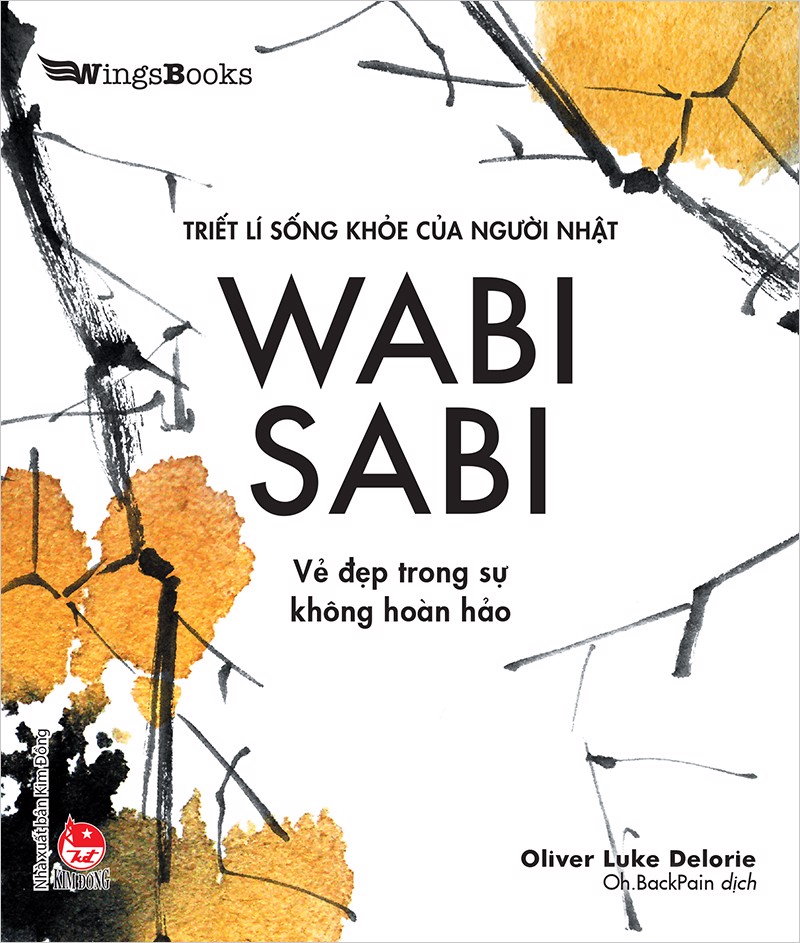 WingsBooks
TRIẾT LÍ SỐNG KHỎE CỦA NGƯỜI NHẬT
WABI
SABI
Vẻ đẹp trong sự
không hoàn hảo
Oliver Luke Delorie
Oh.BackPain dịch
Nhà xuất bản Kim Đồng
KIM ĐỒNG